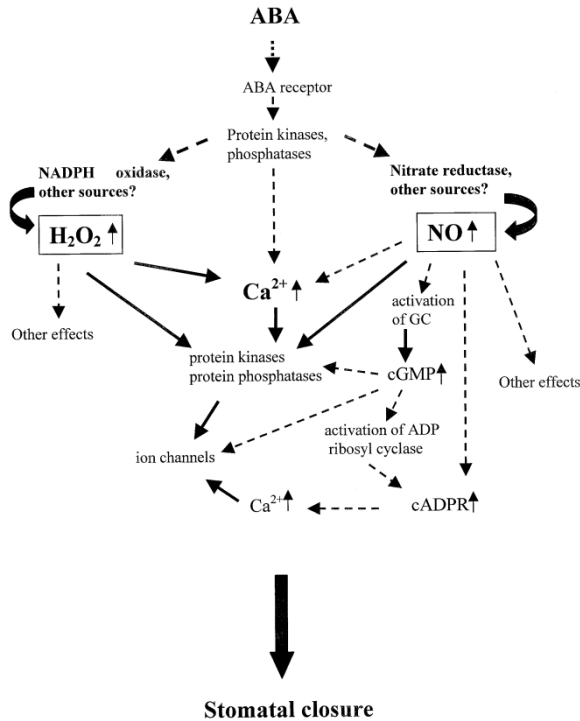 ABA
ABA receptor
Protein kinases,
phosphatases
NADPH oxidase,
other sources?
Nitrate reductase,
other sources?
H₂O₂
NO
Ca²⁺
activation
of GC
Other effects
protein kinases
protein phosphatases
cGMP
Other effects
activation of ADP
ribosyl cyclase
ion channels
Ca²⁺
cADPR
Stomatal closure